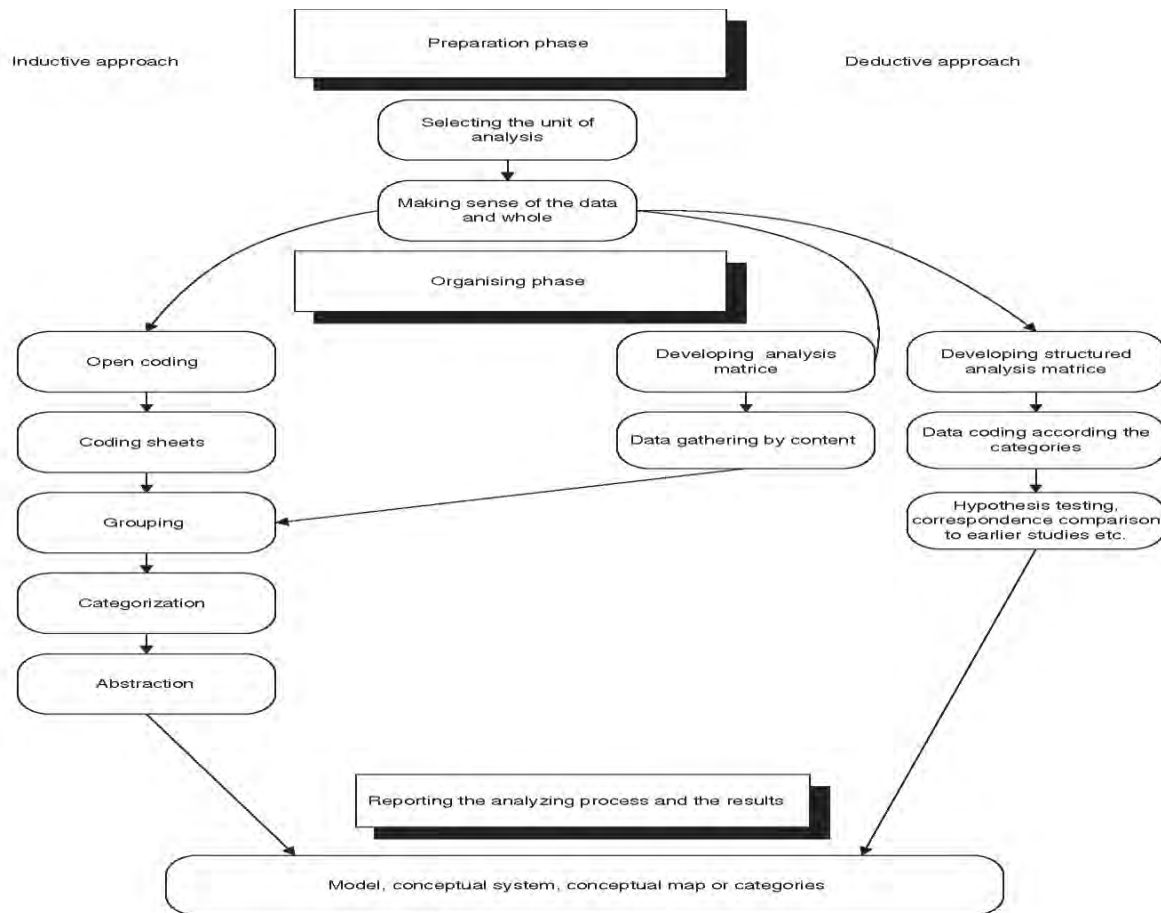 Preparation phase
Inductive approach
Deductive approach
Selecting the unit of
analysis
Making sense of the data
and whole
Organising phase
Open coding
Developing analysis
matrice
Developing structured
analysis matrice
Coding sheets
Data gathering by content
Data coding according the
categories
Grouping
Hypothesis testing,
correspondence comparison
to earlier studies etc.
Categorization
Abstraction
Reporting the analyzing process and the results
Model, conceptual system, conceptual map or categories